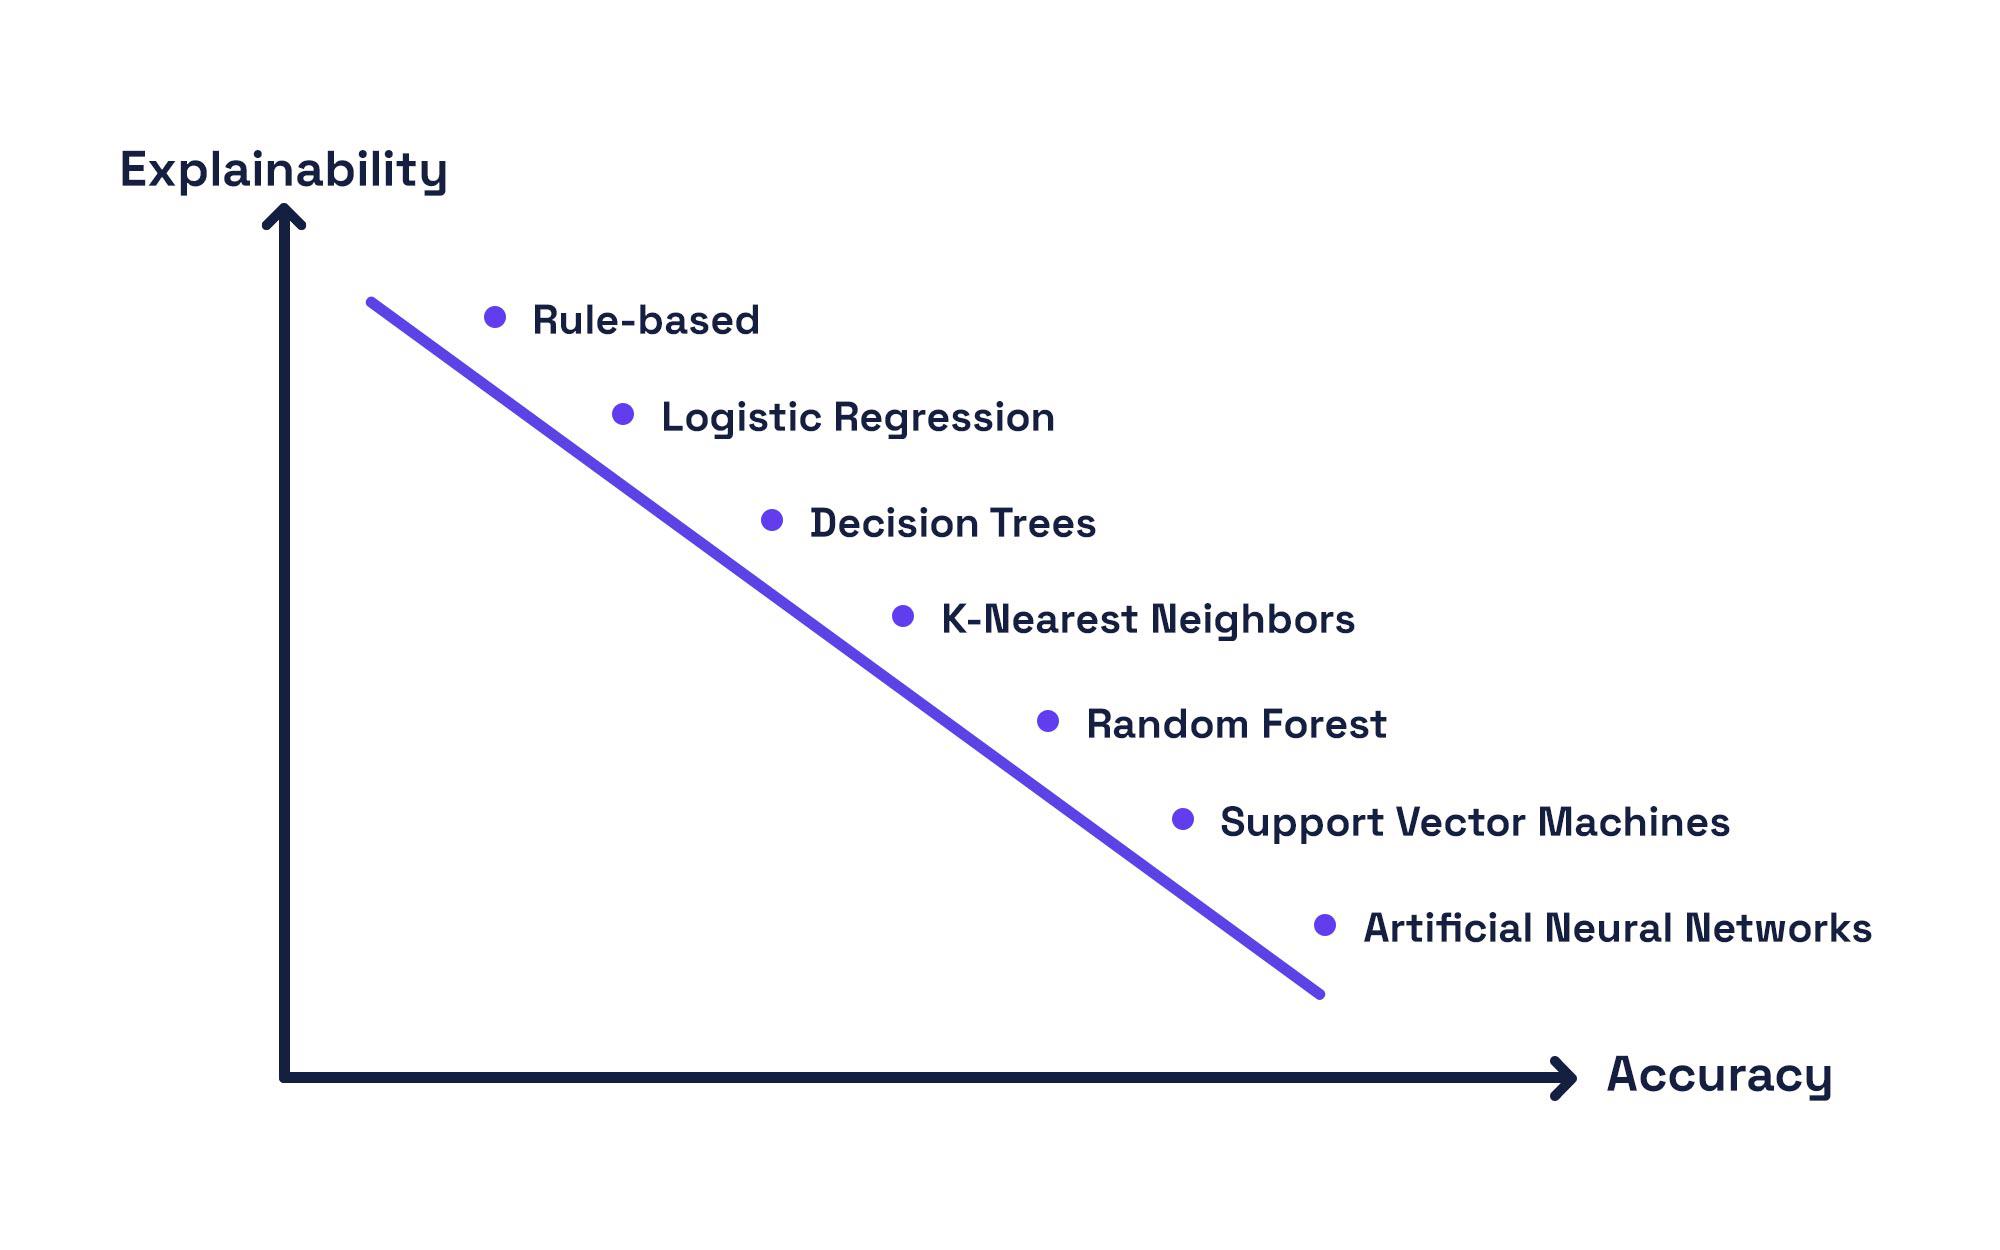 Explainability
Rule-based
Logistic Regression
Decision Trees
K-Nearest Neighbors
Random Forest
Support Vector Machines
Artificial Neural Networks
Accuracy